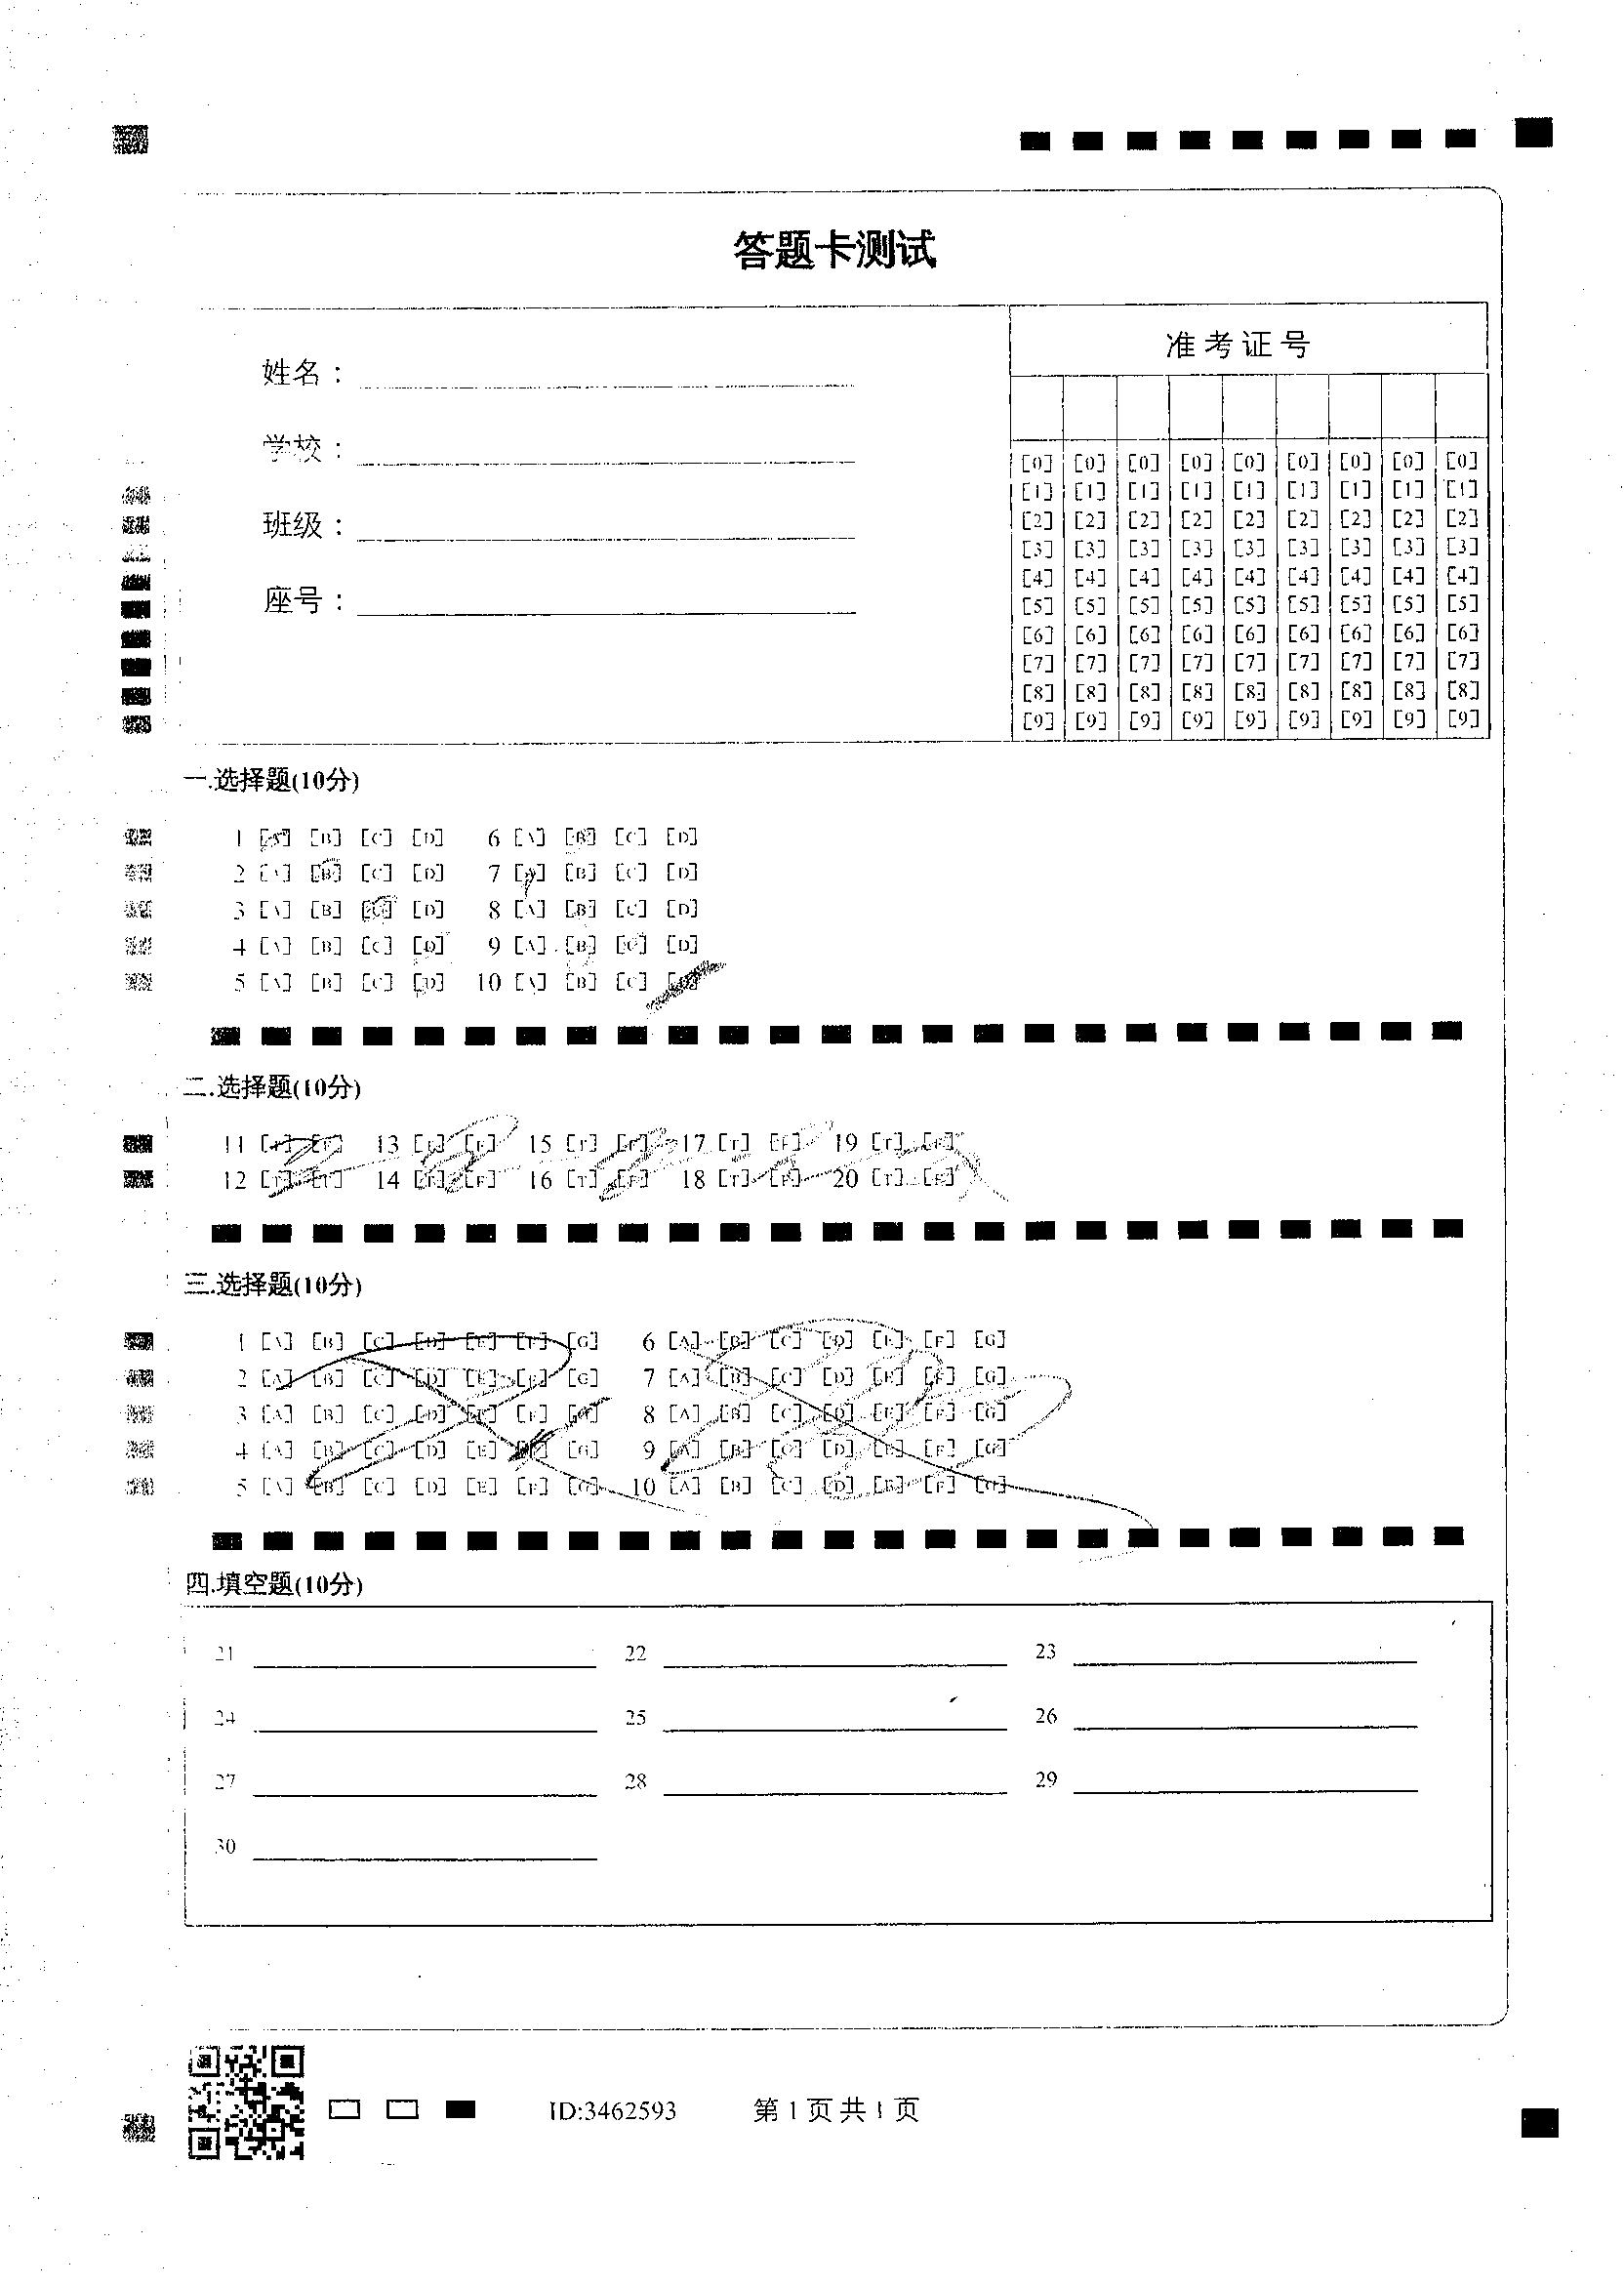 答题卡测试
准考证号
姓名：
学校：
班级：
座号：
[0] [0] [0] [0] [0] [0] [0] [0] [0]
[1] [1] [1] [1] [1] [1] [1] [1] [1]
[2] [2] [2] [2] [2] [2] [2] [2] [2]
[3] [3] [3] [3] [3] [3] [3] [3] [3]
[4] [4] [4] [4] [4] [4] [4] [4] [4]
[5] [5] [5] [5] [5] [5] [5] [5] [5]
[6] [6] [6] [6] [6] [6] [6] [6] [6]
[7] [7] [7] [7] [7] [7] [7] [7] [7]
[8] [8] [8] [8] [8] [8] [8] [8] [8]
[9] [9] [9] [9] [9] [9] [9] [9] [9]
一.选择题(10分)
1 [A] [B] [C] [D] 6 [A] [B] [C] [D]
2 [A] [B] [C] [D] 7 [A] [B] [C] [D]
3 [A] [B] [C] [D] 8 [A] [B] [C] [D]
4 [A] [B] [C] [D] 9 [A] [B] [C] [D]
5 [A] [B] [C] [D] 10 [A] [B] [C] [D]
二.选择题(10分)
11 [T] [F] 13 [T] [F] 15 [T] [F] 17 [T] [F] 19 [T] [F]
12 [T] [F] 14 [T] [F] 16 [T] [F] 18 [T] [F] 20 [T] [F]
三.选择题(10分)
1 [A] [B] [C] [D] [E] [F] [G] 6 [A] [B] [C] [D] [E] [F] [G]
2 [A] [B] [C] [D] [E] [F] [G] 7 [A] [B] [C] [D] [E] [F] [G]
3 [A] [B] [C] [D] [E] [F] [G] 8 [A] [B] [C] [D] [E] [F] [G]
4 [A] [B] [C] [D] [E] [F] [G] 9 [A] [B] [C] [D] [E] [F] [G]
5 [A] [B] [C] [D] [E] [F] [G] 10 [A] [B] [C] [D] [E] [F] [G]
四.填空题(10分)
21 22 23
24 25 26
27 28 29
30
ID:3462593 第1页共1页